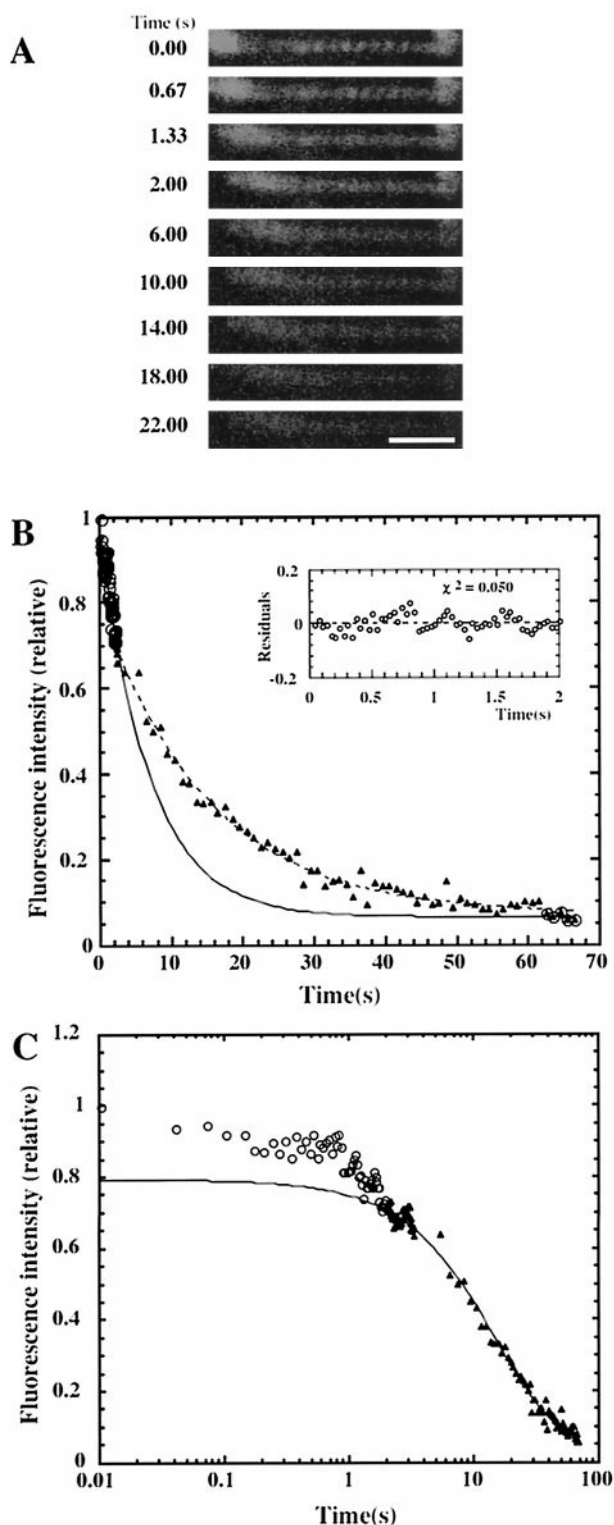 Time (s)
A
0.00
0.67
1.33
2.00
6.00
10.00
14.00
18.00
22.00
B
Fluorescence intensity (relative)
1
0.8
0.6
0.4
0.2
0
0 10 20 30 40 50 60 70
Time(s)
Residuals
0.2
0
-0.2
χ² = 0.050
0 0.5 1 1.5 2
Time(s)
C
Fluorescence intensity (relative)
1.2
1
0.8
0.6
0.4
0.2
0
0.01 0.1 1 10 100
Time(s)